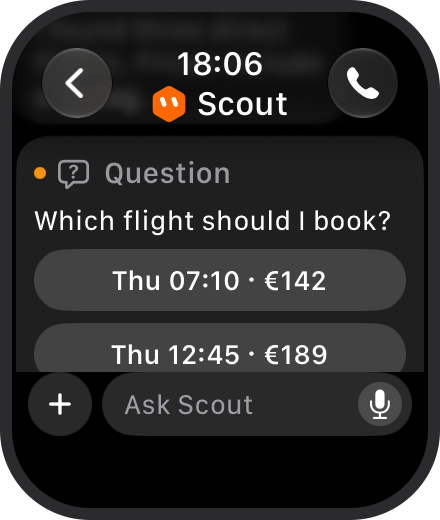 18:06
Scout
Question
Which flight should I book?
Thu 07:10 · €142
Thu 12:45 · €189
Ask Scout